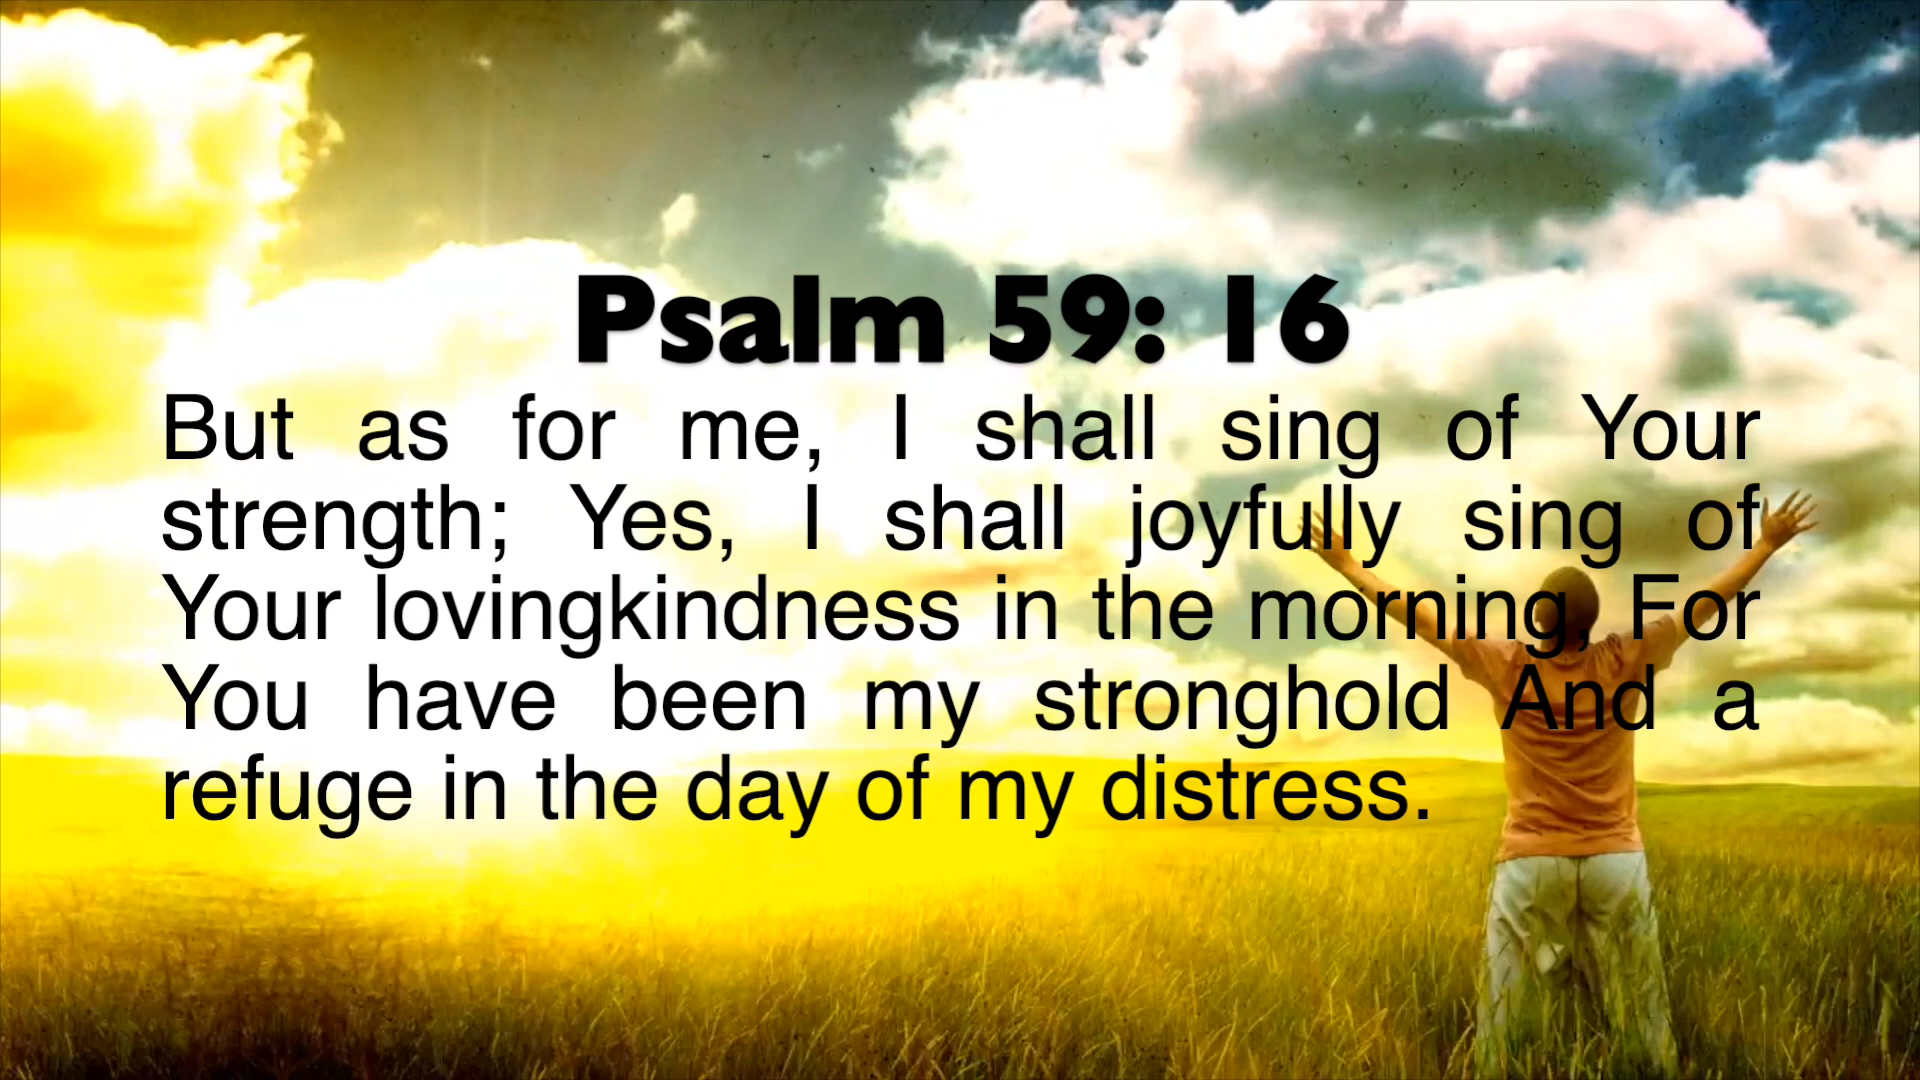 Psalm 59: 16
But as for me, I shall sing of Your
strength; Yes, I shall joyfully sing of
Your lovingkindness in the morning, For
You have been my stronghold And a
refuge in the day of my distress.